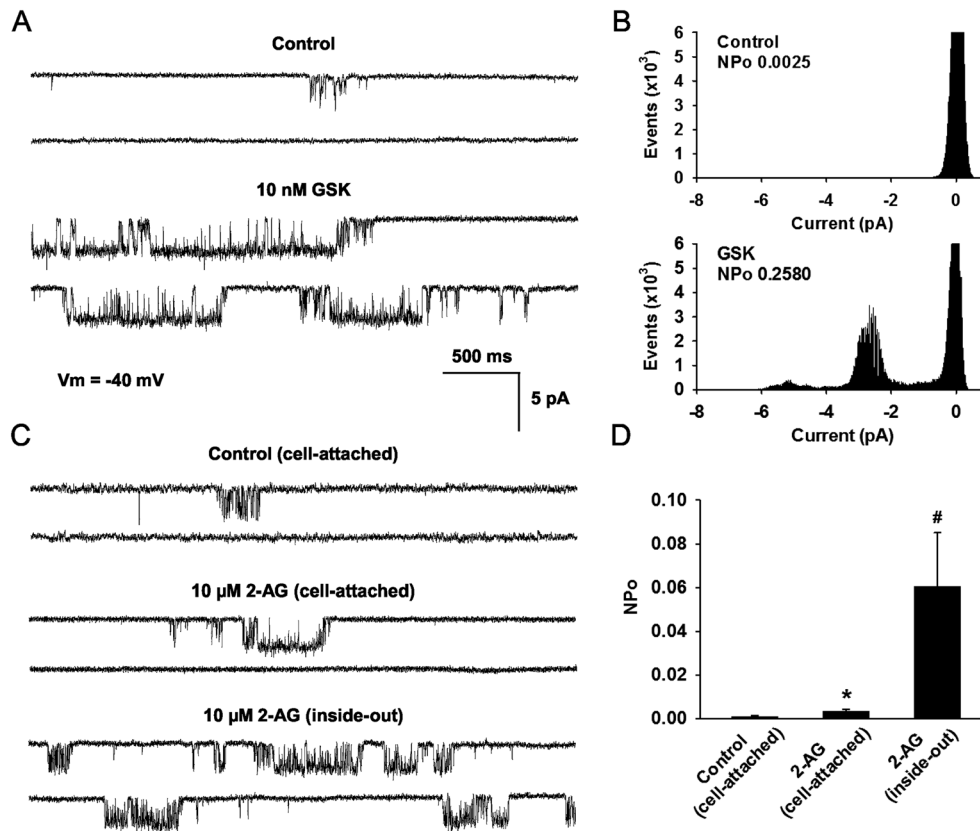 A
Control
10 nM GSK
500 ms
Vm = -40 mV
5 pA
B
Events (x10³)
6
5
4
3
2
1
0
Control
NPo 0.0025
-8 -6 -4 -2 0
Current (pA)
Events (x10³)
6
5
4
3
2
1
0
GSK
NPo 0.2580
-8 -6 -4 -2 0
Current (pA)
C
Control (cell-attached)
10 µM 2-AG (cell-attached)
10 µM 2-AG (inside-out)
D
NPo
0.10
0.08
0.06
0.04
0.02
0.00
*
#
Control
(cell-attached)
2-AG
(cell-attached)
2-AG
(inside-out)